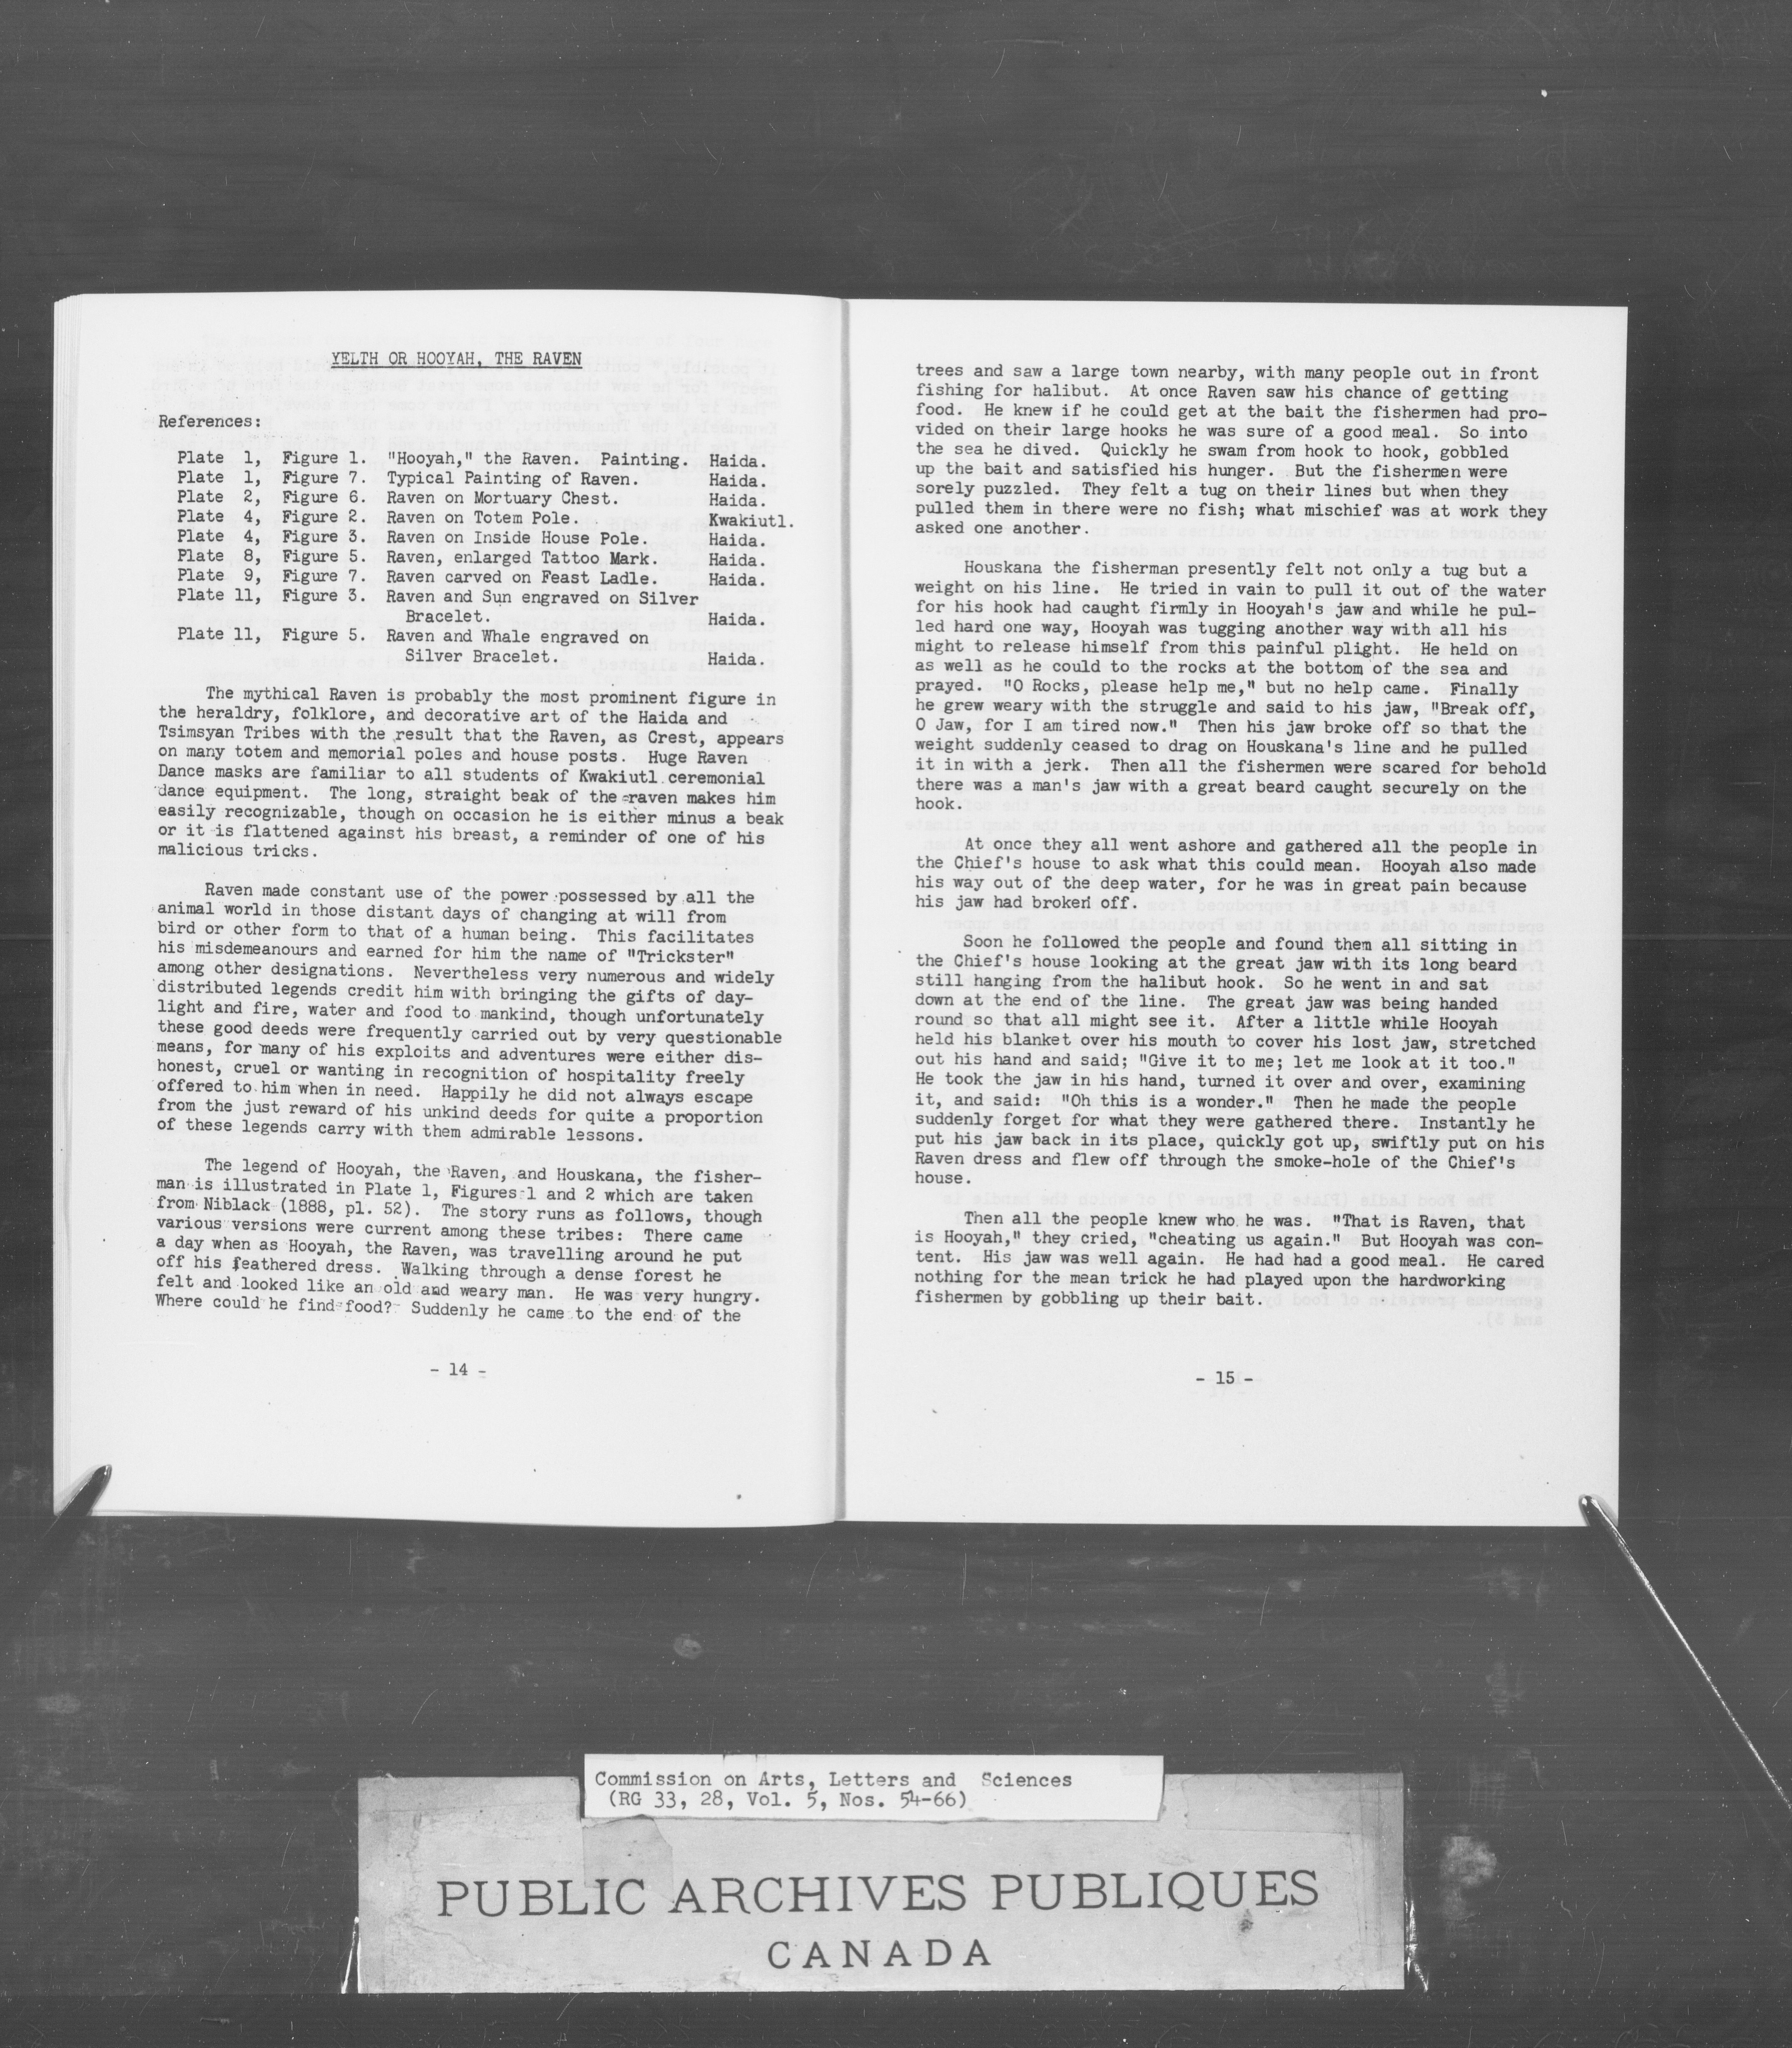 YELTH OR HOOYAH, THE RAVEN
References:
Plate 1, Figure 1. "Hooyah," the Raven. Painting. Haida.
Plate 1, Figure 7. Typical Painting of Raven. Haida.
Plate 2, Figure 6. Raven on Mortuary Chest. Haida.
Plate 4, Figure 2. Raven on Totem Pole. Kwakiutl.
Plate 4, Figure 3. Raven on Inside House Pole. Haida.
Plate 8, Figure 5. Raven, enlarged Tattoo Mark. Haida.
Plate 9, Figure 7. Raven carved on Feast Ladle. Haida.
Plate 11, Figure 3. Raven and Sun engraved on Silver
Bracelet. Haida.
Plate 11, Figure 5. Raven and Whale engraved on
Silver Bracelet. Haida.
The mythical Raven is probably the most prominent figure in
the heraldry, folklore, and decorative art of the Haida and
Tsimsyan Tribes with the result that the Raven, as Crest, appears
on many totem and memorial poles and house posts. Huge Raven
Dance masks are familiar to all students of Kwakiutl ceremonial
dance equipment. The long, straight beak of the raven makes him
easily recognizable, though on occasion he is either minus a beak
or it is flattened against his breast, a reminder of one of his
malicious tricks.
Raven made constant use of the power possessed by all the
animal world in those distant days of changing at will from
bird or other form to that of a human being. This facilitates
his misdemeanours and earned for him the name of "Trickster"
among other designations. Nevertheless very numerous and widely
distributed legends credit him with bringing the gifts of day-
light and fire, water and food to mankind, though unfortunately
these good deeds were frequently carried out by very questionable
means, for many of his exploits and adventures were either dis-
honest, cruel or wanting in recognition of hospitality freely
offered to him when in need. Happily he did not always escape
from the just reward of his unkind deeds for quite a proportion
of these legends carry with them admirable lessons.
The legend of Hooyah, the Raven, and Houskana, the fisher-
man is illustrated in Plate 1, Figures 1 and 2 which are taken
from Niblack (1888, pl. 52). The story runs as follows, though
various versions were current among these tribes: There came
a day when as Hooyah, the Raven, was travelling around he put
off his feathered dress. Walking through a dense forest he
felt and looked like an old and weary man. He was very hungry.
Where could he find food? Suddenly he came to the end of the
- 14 -
trees and saw a large town nearby, with many people out in front
fishing for halibut. At once Raven saw his chance of getting
food. He knew if he could get at the bait the fishermen had pro-
vided on their large hooks he was sure of a good meal. So into
the sea he dived. Quickly he swam from hook to hook, gobbled
up the bait and satisfied his hunger. But the fishermen were
sorely puzzled. They felt a tug on their lines but when they
pulled them in there were no fish; what mischief was at work they
asked one another.
Houskana the fisherman presently felt not only a tug but a
weight on his line. He tried in vain to pull it out of the water
for his hook had caught firmly in Hooyah's jaw and while he pul-
led hard one way, Hooyah was tugging another way with all his
might to release himself from this painful plight. He held on
as well as he could to the rocks at the bottom of the sea and
prayed. "O Rocks, please help me," but no help came. Finally
he grew weary with the struggle and said to his jaw, "Break off,
O Jaw, for I am tired now." Then his jaw broke off so that the
weight suddenly ceased to drag on Houskana's line and he pulled
it in with a jerk. Then all the fishermen were scared for behold
there was a man's jaw with a great beard caught securely on the
hook.
At once they all went ashore and gathered all the people in
the Chief's house to ask what this could mean. Hooyah also made
his way out of the deep water, for he was in great pain because
his jaw had broken off.
Soon he followed the people and found them all sitting in
the Chief's house looking at the great jaw with its long beard
still hanging from the halibut hook. So he went in and sat
down at the end of the line. The great jaw was being handed
round so that all might see it. After a little while Hooyah
held his blanket over his mouth to cover his lost jaw, stretched
out his hand and said; "Give it to me; let me look at it too."
He took the jaw in his hand, turned it over and over, examining
it, and said: "Oh this is a wonder." Then he made the people
suddenly forget for what they were gathered there. Instantly he
put his jaw back in its place, quickly got up, swiftly put on his
Raven dress and flew off through the smoke-hole of the Chief's
house.
Then all the people knew who he was. "That is Raven, that
is Hooyah," they cried, "cheating us again." But Hooyah was con-
tent. His jaw was well again. He had had a good meal. He cared
nothing for the mean trick he had played upon the hardworking
fishermen by gobbling up their bait.
- 15 -
Commission on Arts, Letters and Sciences
(RG 33, 28, Vol. 5, Nos. 54-66)
PUBLIC ARCHIVES PUBLIQUES
CANADA